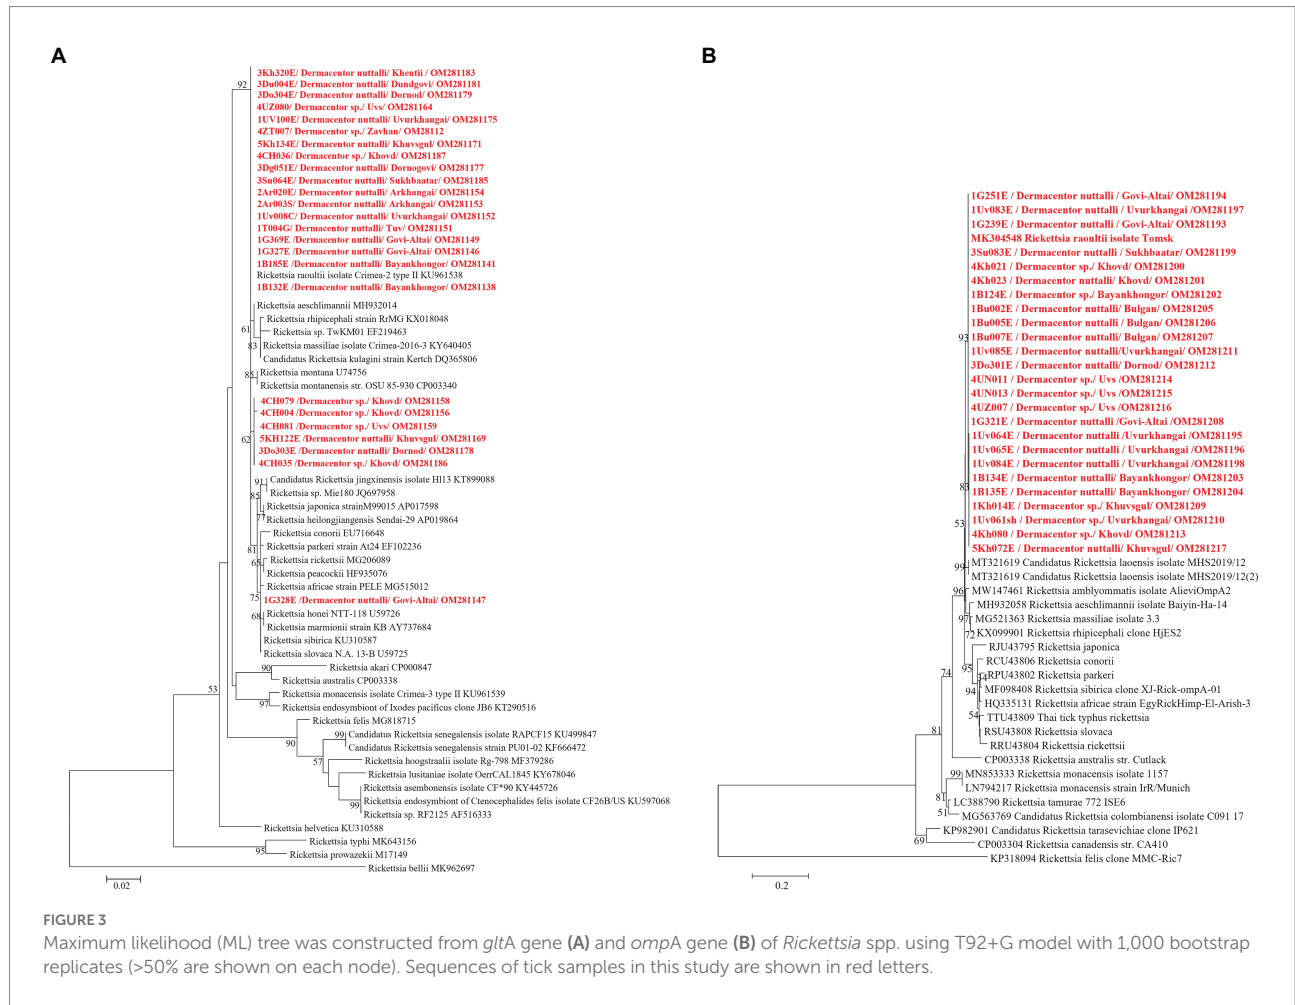 A
3Kh320E/ Dermacentor nuttalli/ Khentii / OM281183
3Du004E/ Dermacentor nuttalli/ Dundgovi/ OM281181
3Do304E/ Dermacentor nuttalli/ Dornod/ OM281179
4UZ080/ Dermacentor sp./ Uvs/ OM281164
1UV100E/ Dermacentor nuttalli/ Uvurkhangai/ OM281175
4ZT007/ Dermacentor sp./ Zavhan/ OM28112
5Kh134E/ Dermacentor nuttalli/ Khuvsgul/ OM281171
4CH036/ Dermacentor sp./ Khovd/ OM281187
3Dg051E/ Dermacentor nuttalli/ Dornogovi/ OM281177
3Su064E/ Dermacentor nuttalli/ Sukhbaatar/ OM281185
2Ar020E/ Dermacentor nuttalli/ Arkhangai/ OM281154
2Ar003S/ Dermacentor nuttalli/ Arkhangai/ OM281153
1Uv008C/ Dermacentor nuttalli/ Uvurkhangai/ OM281152
1T004G/ Dermacentor nuttalli/ Tuv/ OM281151
1G369E /Dermacentor nuttalli/ Govi-Altai/ OM281149
1G327E /Dermacentor nuttalli/ Govi-Altai/ OM281146
1B185E /Dermacentor nuttalli/ Bayankhongor/ OM281141
Rickettsia raoultii isolate Crimea-2 type II KU961538
1B132E /Dermacentor nuttalli/ Bayankhongor/ OM281138
Rickettsia aeschlimannii MH932014
Rickettsia rhipicephali strain RrMG KX018048
Rickettsia sp. TwKM01 EF219463
Rickettsia massiliae isolate Crimea-2016-3 KY640405
Candidatus Rickettsia kulagini strain Kertch DQ365806
Rickettsia montana U74756
Rickettsia montanensis str. OSU 85-930 CP003340
4CH079 /Dermacentor sp./ Khovd/ OM281158
4CH004 /Dermacentor sp./ Khovd/ OM281156
4CH081 /Dermacentor sp./ Uvs/ OM281159
5KH122E /Dermacentor nuttalli/ Khuvsgul/ OM281169
3Do303E /Dermacentor nuttalli/ Dornod/ OM281178
4CH035 /Dermacentor sp./ Khovd/ OM281186
Candidatus Rickettsia jingxinensis isolate Hl13 KT899088
Rickettsia sp. Mie180 JQ697958
Rickettsia japonica strainM99015 AP017598
Rickettsia heilongjiangensis Sendai-29 AP019864
Rickettsia conorii EU716648
Rickettsia parkeri strain At24 EF102236
Rickettsia rickettsii MG206089
Rickettsia peacockii HF935076
Rickettsia africae strain PELE MG515012
1G328E /Dermacentor nuttalli/ Govi-Altai/ OM281147
Rickettsia honei NTT-118 U59726
Rickettsia marmionii strain KB AY737684
Rickettsia sibirica KU310587
Rickettsia slovaca N.A. 13-B U59725
Rickettsia akari CP000847
Rickettsia australis CP003338
Rickettsia monacensis isolate Crimea-3 type II KU961539
Rickettsia endosymbiont of Ixodes pacificus clone JB6 KT290516
Rickettsia felis MG818715
Candidatus Rickettsia senegalensis isolate RAPCF15 KU499847
Candidatus Rickettsia senegalensis strain PU01-02 KF666472
Rickettsia hoogstraalii isolate Rg-798 MF379286
Rickettsia lusitaniae isolate OerrCAL1845 KY678046
Rickettsia asembonensis isolate CF*90 KY445726
Rickettsia endosymbiont of Ctenocephalides felis isolate CF26B/US KU597068
Rickettsia sp. RF2125 AF516333
Rickettsia helvetica KU310588
Rickettsia typhi MK643156
Rickettsia prowazekii M17149
Rickettsia bellii MK962697
92
61
83
85
62
91
85
77
81
65
75
68
53
90
97
90
99
57
99
95
0.02
B
1G251E / Dermacentor nuttalli / Govi-Altai/ OM281194
1Uv083E / Dermacentor nuttalli / Uvurkhangai /OM281197
1G239E / Dermacentor nuttalli / Govi-Altai/ OM281193
MK304548 Rickettsia raoultii isolate Tomsk
3Su083E / Dermacentor nuttalli / Sukhbaatar/ OM281199
4Kh021 / Dermacentor sp./ Khovd/ OM281200
4Kh023 / Dermacentor nuttalli/ Khovd/ OM281201
1B124E / Dermacentor sp./ Bayankhongor/ OM281202
1Bu002E / Dermacentor nuttalli/ Bulgan/ OM281205
1Bu005E / Dermacentor nuttalli / Bulgan/ OM281206
1Bu007E / Dermacentor nuttalli/ Bulgan/ OM281207
1Uv085E / Dermacentor nuttalli/Uvurkhangai/ OM281211
3Do301E / Dermacentor nuttalli/ Dornod/ OM281212
4UN011 / Dermacentor sp./ Uvs /OM281214
4UN013 / Dermacentor sp./ Uvs /OM281215
4UZ007 / Dermacentor sp./ Uvs /OM281216
1G321E / Dermacentor nuttalli /Govi-Altai /OM281208
1Uv064E / Dermacentor nuttalli /Uvurkhangai /OM281195
1Uv065E / Dermacentor nuttalli / Uvurkhangai /OM281196
1Uv084E / Dermacentor nuttalli / Uvurkhangai /OM281198
1B134E / Dermacentor nuttalli/ Bayankhongor/ OM281203
1B135E / Dermacentor nuttalli/ Bayankhongor/ OM281204
1Kh014E / Dermacentor sp./ Khuvsgul/ OM281209
1Uv061sh / Dermacentor sp./ Uvurkhangai/ OM281210
4Kh080 / Dermacentor sp./ Khovd/ OM281213
5Kh072E / Dermacentor nuttalli/ Khuvsgul/ OM281217
MT321619 Candidatus Rickettsia laoensis isolate MHS2019/12
MT321619 Candidatus Rickettsia laoensis isolate MHS2019/12(2)
MW147461 Rickettsia amblyommatis isolate AlieviOmpA2
MH932058 Rickettsia aeschlimannii isolate Baiyin-Ha-14
MG521363 Rickettsia massiliae isolate 3.3
KX099901 Rickettsia rhipicephali clone HjES2
RJU43795 Rickettsia japonica
RCU43806 Rickettsia conorii
RPU43802 Rickettsia parkeri
MF098408 Rickettsia sibirica clone XJ-Rick-ompA-01
HQ335131 Rickettsia africae strain EgyRickHimp-El-Arish-3
TTU43809 Thai tick typhus rickettsia
RSU43808 Rickettsia slovaca
RRU43804 Rickettsia rickettsii
CP003338 Rickettsia australis str. Cutlack
MN853333 Rickettsia monacensis isolate 1157
LN794217 Rickettsia monacensis strain IrR/Munich
LC388790 Rickettsia tamurae 772 ISE6
MG563769 Candidatus Rickettsia colombianensi isolate C091 17
KP982901 Candidatus Rickettsia tarasevichiae clone IP621
CP003304 Rickettsia canadensis str. CA410
KP318094 Rickettsia felis clone MMC-Ric7
93
83
53
99
96
97
72
95
94
54
74
81
99
81
51
69
0.2
FIGURE 3
Maximum likelihood (ML) tree was constructed from gltA gene (A) and ompA gene (B) of Rickettsia spp. using T92+G model with 1,000 bootstrap
replicates (>50% are shown on each node). Sequences of tick samples in this study are shown in red letters.